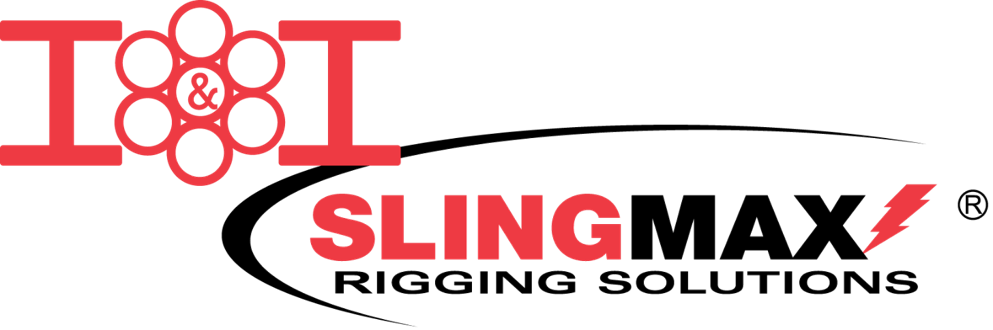 I & I
SLINGMAX ®
RIGGING SOLUTIONS